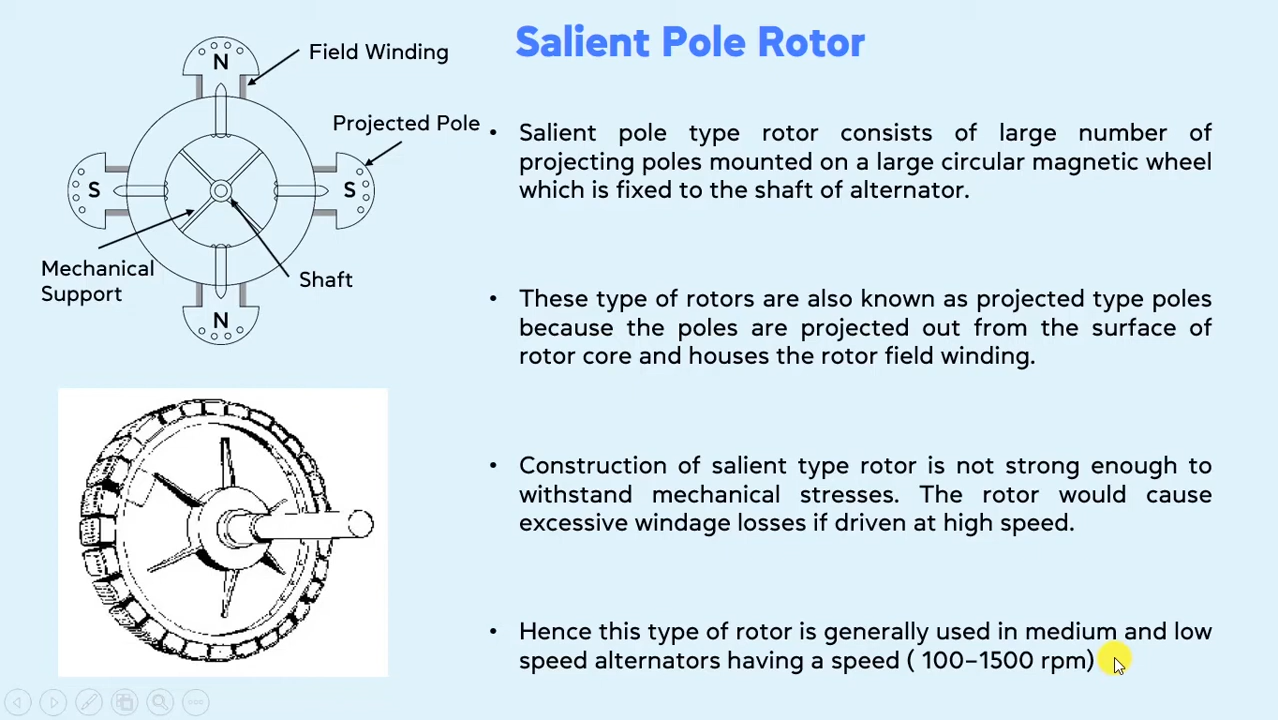 Salient Pole Rotor
N
Field Winding
Projected Pole
S
S
Mechanical
Support
Shaft
N
• Salient pole type rotor consists of large number of
projecting poles mounted on a large circular magnetic wheel
which is fixed to the shaft of alternator.
• These type of rotors are also known as projected type poles
because the poles are projected out from the surface of
rotor core and houses the rotor field winding.
• Construction of salient type rotor is not strong enough to
withstand mechanical stresses. The rotor would cause
excessive windage losses if driven at high speed.
• Hence this type of rotor is generally used in medium and low
speed alternators having a speed ( 100–1500 rpm)